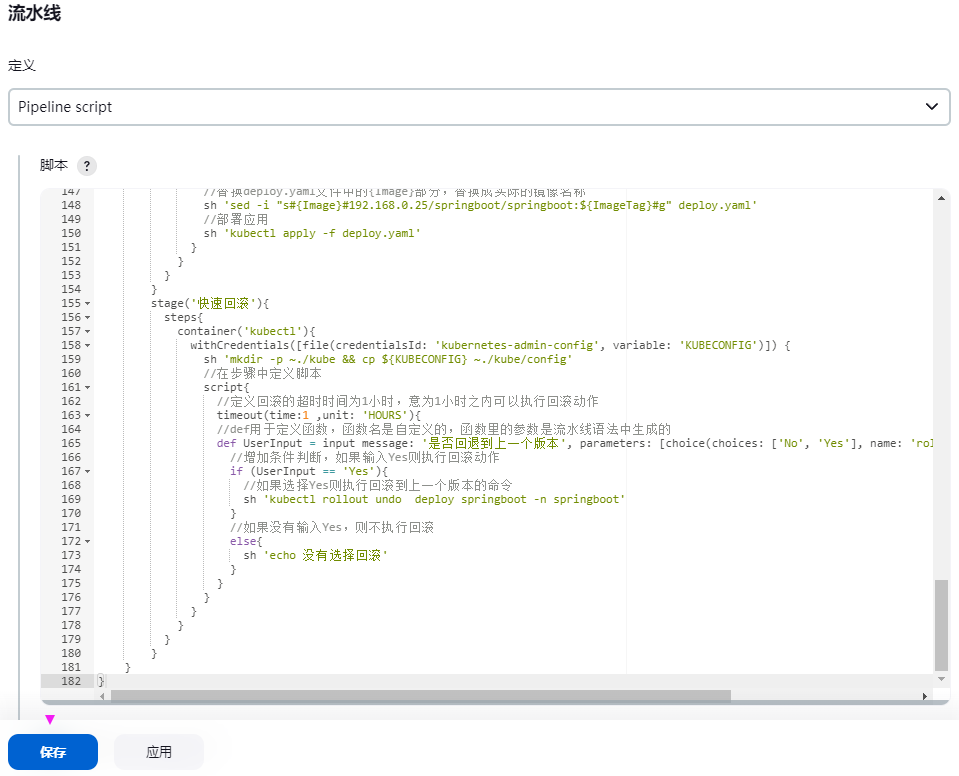 流水线
定义
Pipeline script
脚本 ?
147 //替换deploy.yaml文件中的{Image}部分，替换成实际的镜像名称
148 sh 'sed -i "s#{Image}#192.168.0.25/springboot/springboot:${ImageTag}#g" deploy.yaml'
149 //部署应用
150 sh 'kubectl apply -f deploy.yaml'
151 }
152 }
153 }
154 }
155 stage('快速回滚'){
156 steps{
157 container('kubectl'){
158 withCredentials([file(credentialsId: 'kubernetes-admin-config', variable: 'KUBECONFIG')]) {
159 sh 'mkdir -p ~./kube && cp ${KUBECONFIG} ~./kube/config'
160 //在步骤中定义脚本
161 script{
162 //定义回滚的超时时间为1小时，意为1小时之内可以执行回滚动作
163 timeout(time:1 ,unit: 'HOURS'){
164 //def用于定义函数，函数名是自定义的，函数里的参数是流水线语法中生成的
165 def UserInput = input message: '是否回退到上一个版本', parameters: [choice(choices: ['No', 'Yes'], name: 'rol
166 //增加条件判断，如果输入Yes则执行回滚动作
167 if (UserInput == 'Yes'){
168 //如果选择Yes则执行回滚到上一个版本的命令
169 sh 'kubectl rollout undo  deploy springboot -n springboot'
170 }
171 //如果没有输入Yes，则不执行回滚
172 else{
173 sh 'echo 没有选择回滚'
174 }
175 }
176 }
177 }
178 }
179 }
180 }
181 }
182 }
保存 应用